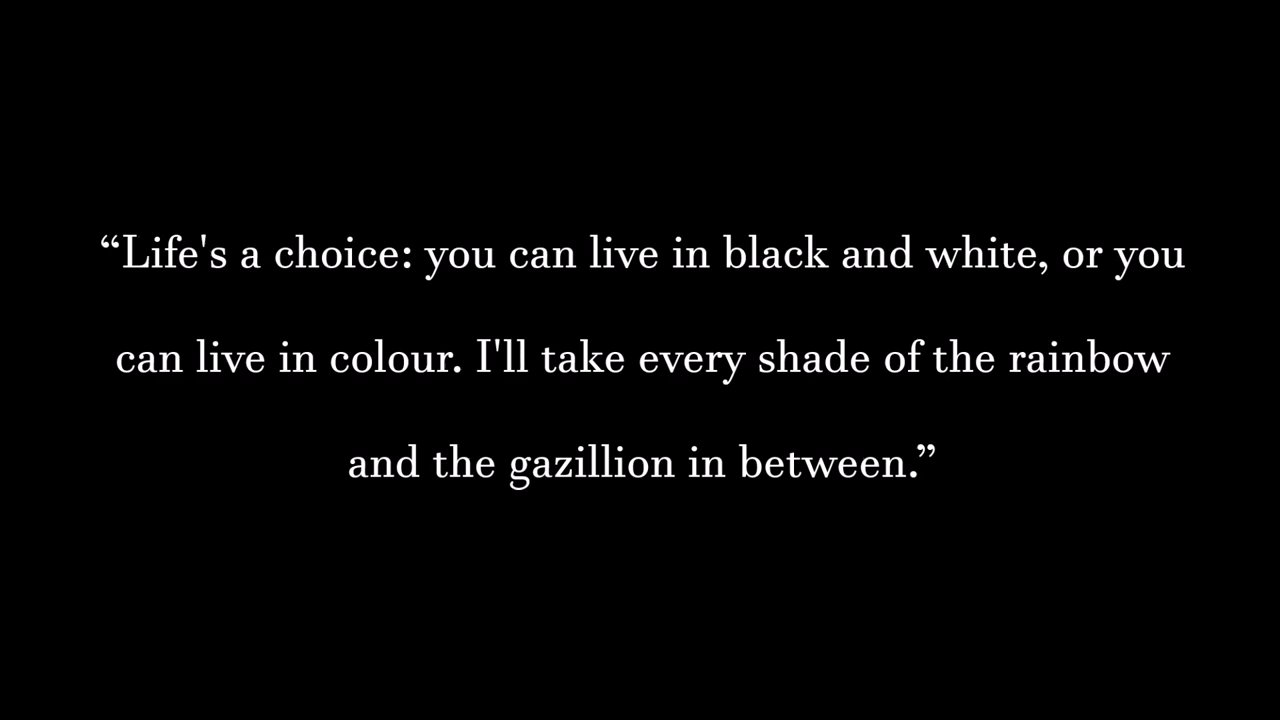 “Life's a choice: you can live in black and white, or you
can live in colour. I'll take every shade of the rainbow
and the gazillion in between.”